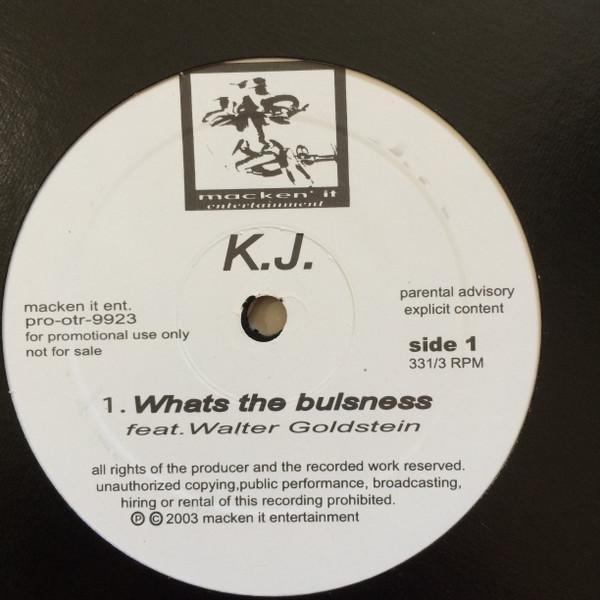 macken' it
entertainment
K.J.
macken it ent.
pro-otr-9923
for promotional use only
not for sale
parental advisory
explicit content
side 1
331/3 RPM
1. Whats the bulsness
feat. Walter Goldstein
all rights of the producer and the recorded work reserved.
unauthorized copying,public performance, broadcasting,
hiring or rental of this recording prohibited.
℗ © 2003 macken it entertainment